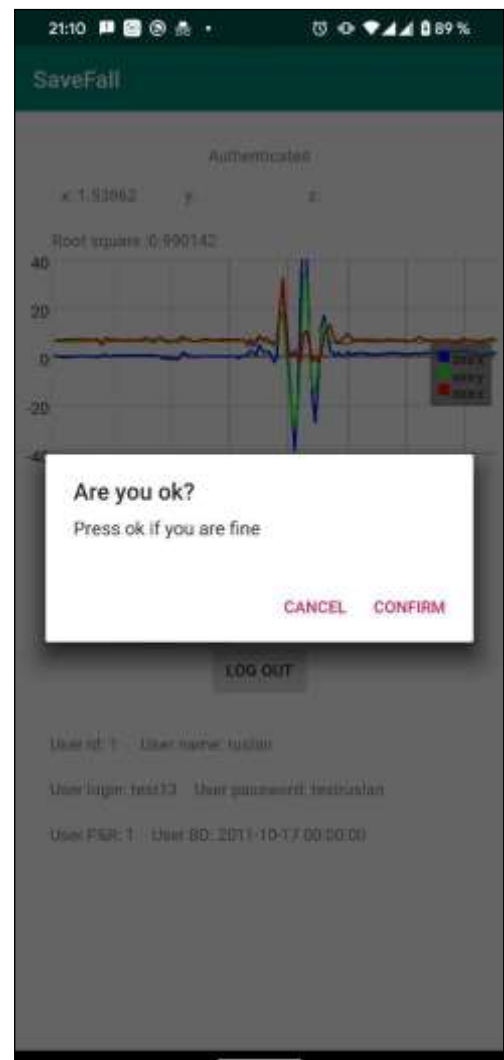 21:10 89 %
SaveFall
Authenticated
x: 1.53962 y: z:
Root square :0.990142
40
20
0
-20
Are you ok?
Press ok if you are fine
CANCEL CONFIRM
LOG OUT
User id: 1 User name: ruslan
User login: test13 User password: testruslan
User P&R: 1 User BD: 2011-10-17 00:00:00